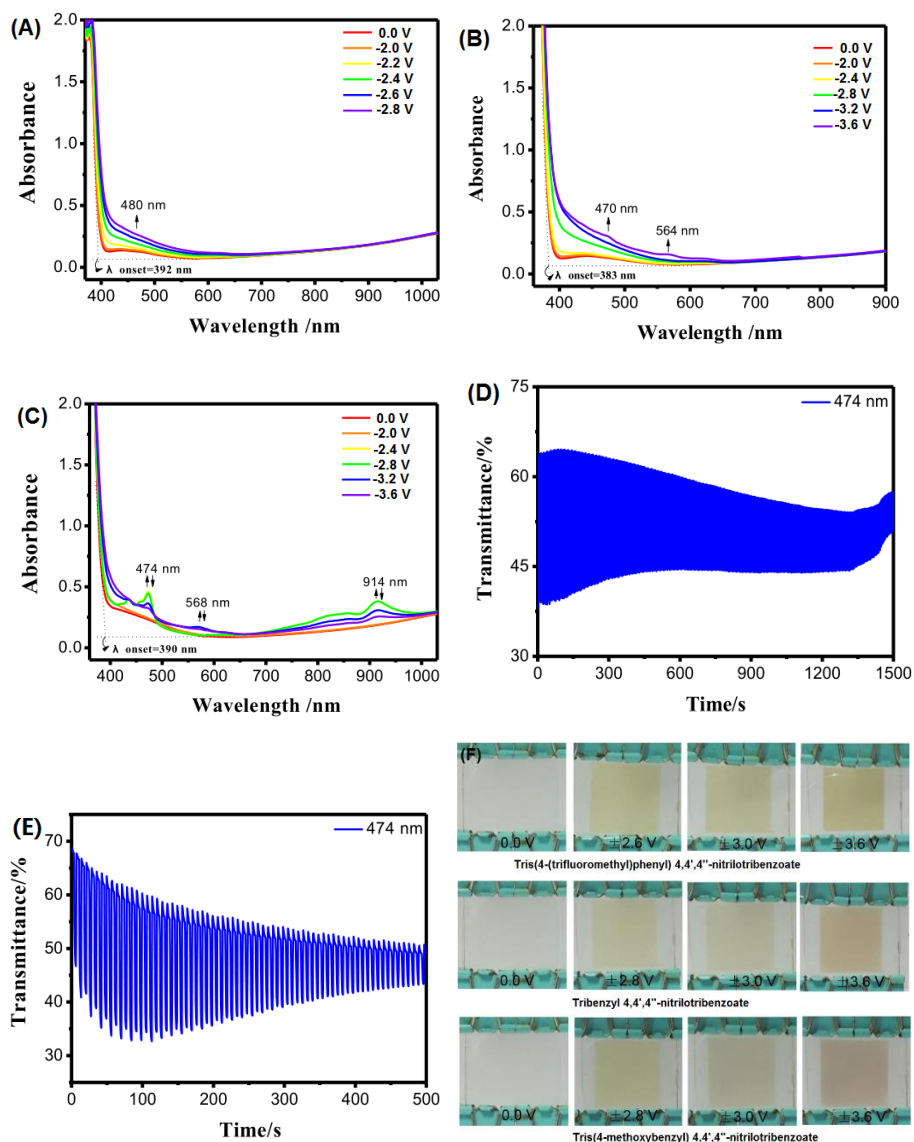 (A)
2.0
1.5
1.0
0.5
0.0
Absorbance
0.0 V
-2.0 V
-2.2 V
-2.4 V
-2.6 V
-2.8 V
480 nm
λ onset=392 nm
400 500 600 700 800 900 1000
Wavelength /nm
(B)
2.0
1.5
1.0
0.5
0.0
Absorbance
0.0 V
-2.0 V
-2.4 V
-2.8 V
-3.2 V
-3.6 V
470 nm
564 nm
λ onset=383 nm
400 500 600 700 800 900
Wavelength /nm
(C)
2.0
1.5
1.0
0.5
0.0
Absorbance
0.0 V
-2.0 V
-2.4 V
-2.8 V
-3.2 V
-3.6 V
474 nm
568 nm
914 nm
λ onset=390 nm
400 500 600 700 800 900 1000
Wavelength /nm
(D)
75
60
45
30
Transmittance/%
474 nm
0 300 600 900 1200 1500
Time/s
(E)
70
60
50
40
30
Transmittance/%
474 nm
0 100 200 300 400 500
Time/s
(F)
0.0 V ±2.6 V ±3.0 V ±3.6 V
Tris(4-(trifluoromethyl)phenyl) 4,4',4''-nitrilotribenzoate
0.0 V ±2.8 V ±3.0 V ±3.6 V
Tribenzyl 4,4',4''-nitrilotribenzoate
0.0 V ±2.8 V ±3.0 V ±3.6 V
Tris(4-methoxybenzyl) 4,4',4''-nitrilotribenzoate